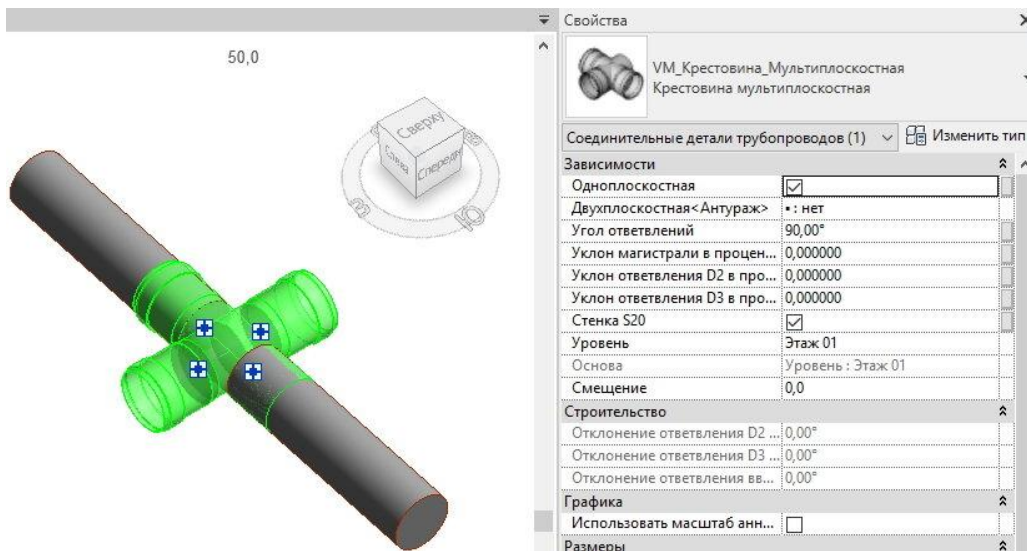 50,0
Сверху
Слева
Спереди
Ю
Свойства
VM_Крестовина_Мультиплоскостная
Крестовина мультиплоскостная
Соединительные детали трубопроводов (1)
Изменить тип
Зависимости
Одноплоскостная
Двухплоскостная<Антураж> ▪ : нет
Угол ответвлений 90,00°
Уклон магистрали в процен... 0,000000
Уклон ответвления D2 в про... 0,000000
Уклон ответвления D3 в про... 0,000000
Стенка S20
Уровень Этаж 01
Основа Уровень : Этаж 01
Смещение 0,0
Строительство
Отклонение ответвления D2 ... 0,00°
Отклонение ответвления D3 ... 0,00°
Отклонение ответвления вв... 0,00°
Графика
Использовать масштаб анн...
Размеры